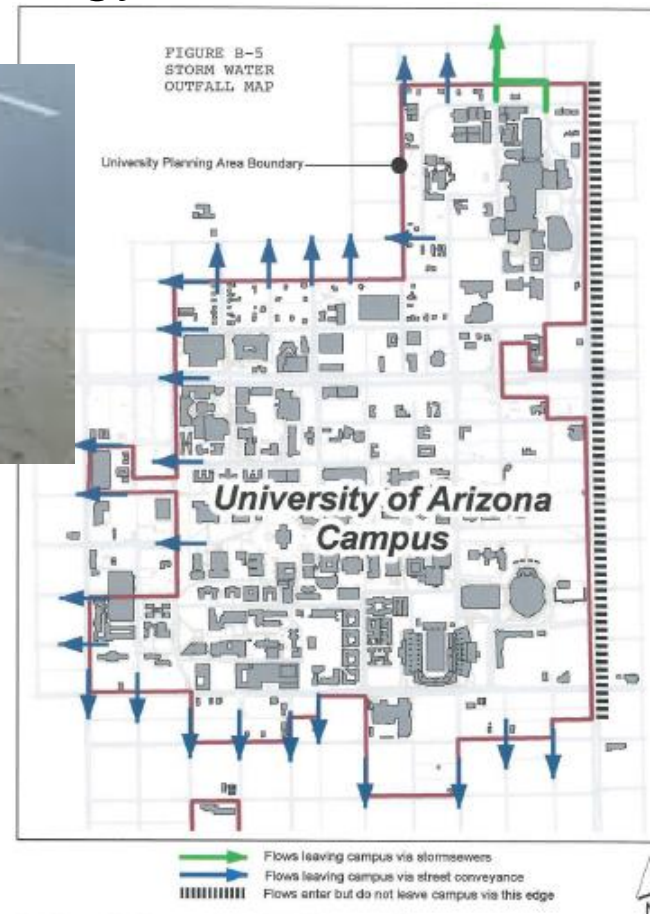 FIGURE B-5
STORM WATER
OUTFALL MAP
University Planning Area Boundary
University of Arizona
Campus
Flows leaving campus via stormsewers
Flows leaving campus via street conveyance
Flows enter but do not leave campus via this edge
N